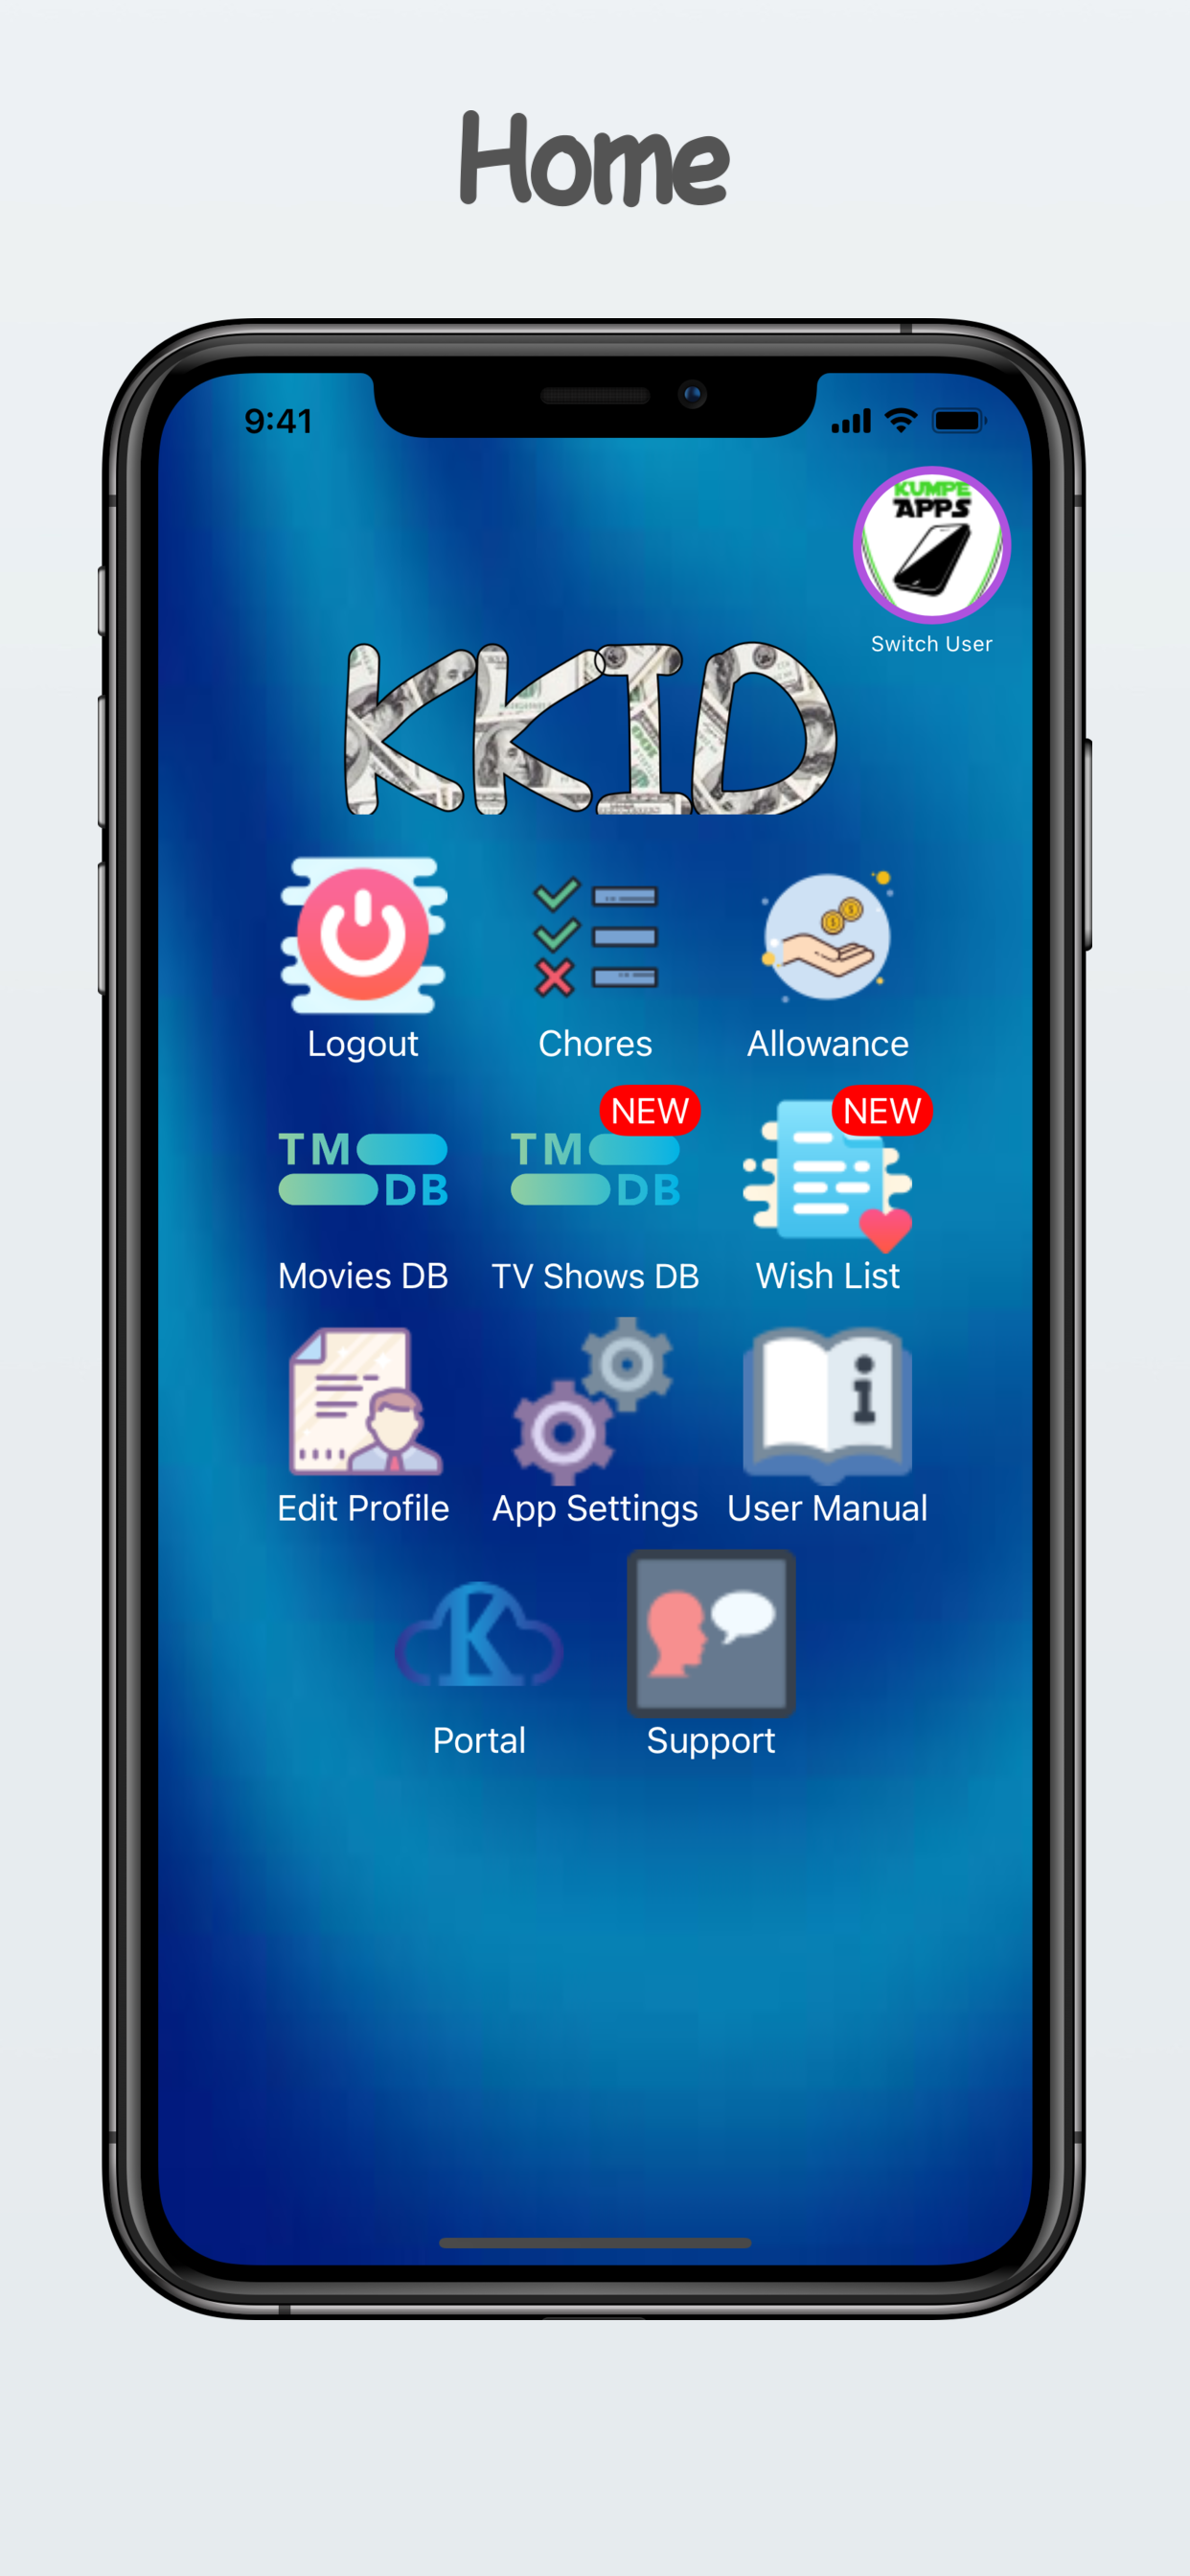 Home
9:41
KUMPE
APPS
Switch User
KKID
Logout Chores Allowance
NEW NEW
TM TM
DB DB
Movies DB TV Shows DB Wish List
i
Edit Profile App Settings User Manual
K
Portal Support